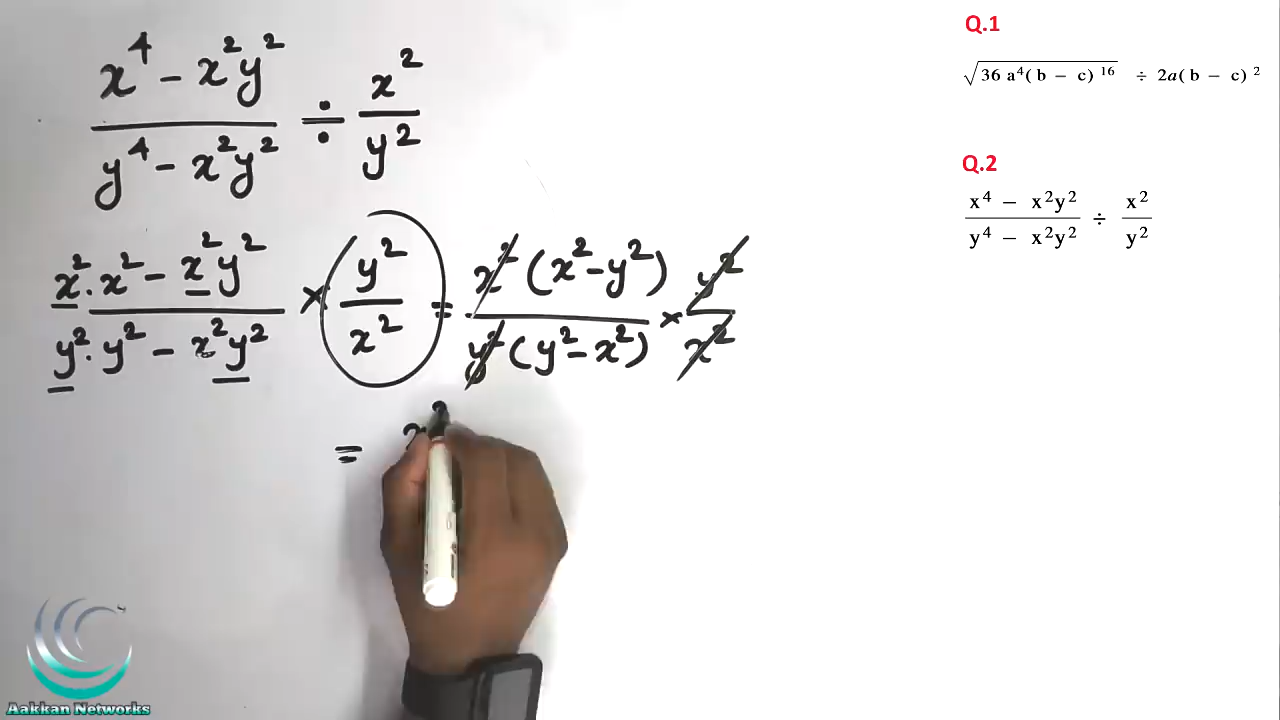 x⁴ - x²y² / y⁴ - x²y² ÷ x² / y²
x².x² - x²y² / y².y² - x²y² × y² / x² = x²(x²-y²) / y²(y²-x²) × y² / x²
=
Q.1
√36 a⁴( b − c) ¹⁶ ÷ 2a( b − c) ²
Q.2
x⁴ − x²y² / y⁴ − x²y² ÷ x² / y²
Aakkan Networks